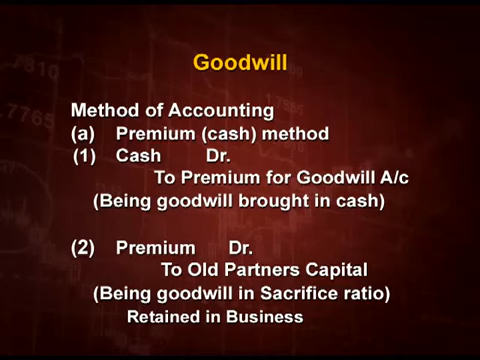 Goodwill
Method of Accounting
(a) Premium (cash) method
(1) Cash Dr.
To Premium for Goodwill A/c
(Being goodwill brought in cash)
(2) Premium Dr.
To Old Partners Capital
(Being goodwill in Sacrifice ratio)
Retained in Business